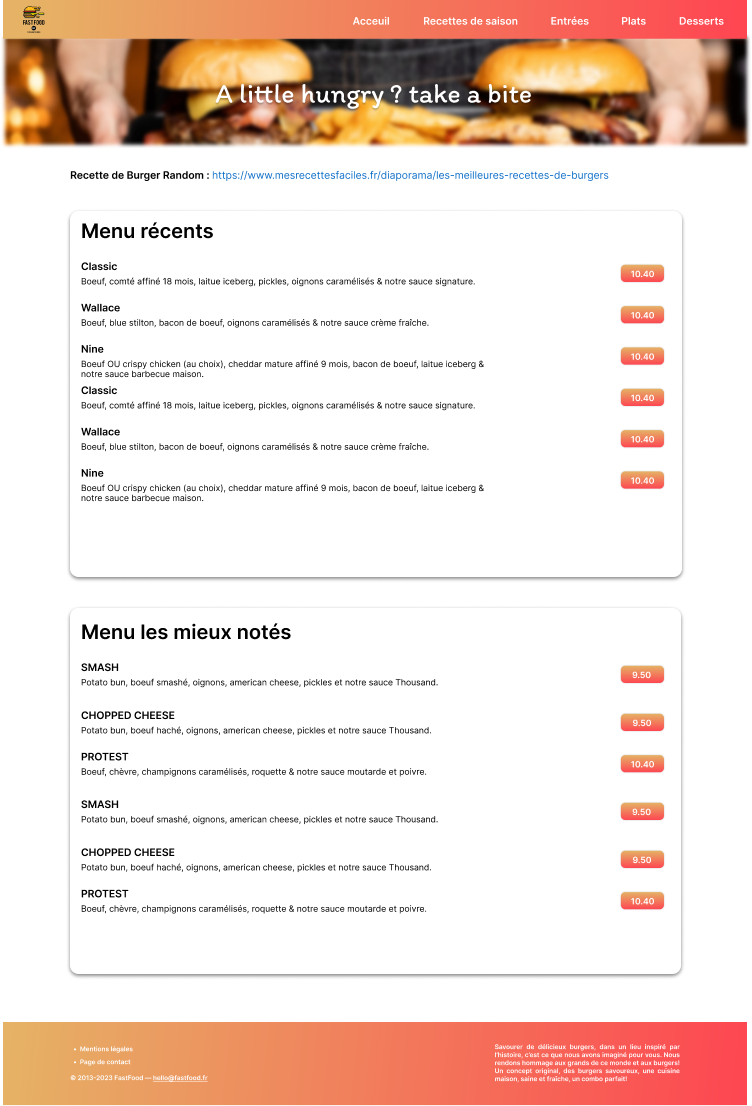 FAST FOOD
Acceuil Recettes de saison Entrées Plats Desserts
A little hungry ? take a bite
Recette de Burger Random : https://www.mesrecettesfaciles.fr/diaporama/les-meilleures-recettes-de-burgers
Menu récents
Classic
Boeuf, comté affiné 18 mois, laitue iceberg, pickles, oignons caramélisés & notre sauce signature.
10.40
Wallace
Boeuf, blue stilton, bacon de boeuf, oignons caramélisés & notre sauce crème fraîche.
10.40
Nine
Boeuf OU crispy chicken (au choix), cheddar mature affiné 9 mois, bacon de boeuf, laitue iceberg &
notre sauce barbecue maison.
10.40
Classic
Boeuf, comté affiné 18 mois, laitue iceberg, pickles, oignons caramélisés & notre sauce signature.
10.40
Wallace
Boeuf, blue stilton, bacon de boeuf, oignons caramélisés & notre sauce crème fraîche.
10.40
Nine
Boeuf OU crispy chicken (au choix), cheddar mature affiné 9 mois, bacon de boeuf, laitue iceberg &
notre sauce barbecue maison.
10.40
Menu les mieux notés
SMASH
Potato bun, boeuf smashé, oignons, american cheese, pickles et notre sauce Thousand.
9.50
CHOPPED CHEESE
Potato bun, boeuf haché, oignons, american cheese, pickles et notre sauce Thousand.
9.50
PROTEST
Boeuf, chèvre, champignons caramélisés, roquette & notre sauce moutarde et poivre.
10.40
SMASH
Potato bun, boeuf smashé, oignons, american cheese, pickles et notre sauce Thousand.
9.50
CHOPPED CHEESE
Potato bun, boeuf haché, oignons, american cheese, pickles et notre sauce Thousand.
9.50
PROTEST
Boeuf, chèvre, champignons caramélisés, roquette & notre sauce moutarde et poivre.
10.40
• Mentions légales
• Page de contact
© 2013-2023 FastFood — hello@fastfood.fr
Savourer de délicieux burgers, dans un lieu inspiré par
l'histoire, c'est ce que nous avons imaginé pour vous. Nous
rendons hommage aux grands de ce monde et aux burgers!
Un concept original, des burgers savoureux, une cuisine
maison, saine et fraîche, un combo parfait!